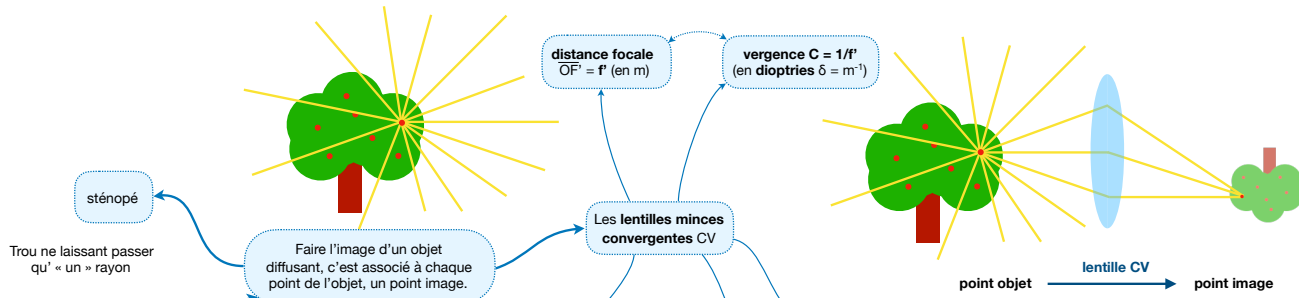 distance focale
OF' = f' (en m)
vergence C = 1/f'
(en dioptries δ = m⁻¹)
sténopé
Trou ne laissant passer
qu' « un » rayon
Faire l'image d'un objet
diffusant, c'est associé à chaque
point de l'objet, un point image.
Les lentilles minces
convergentes CV
lentille CV
point objet
point image